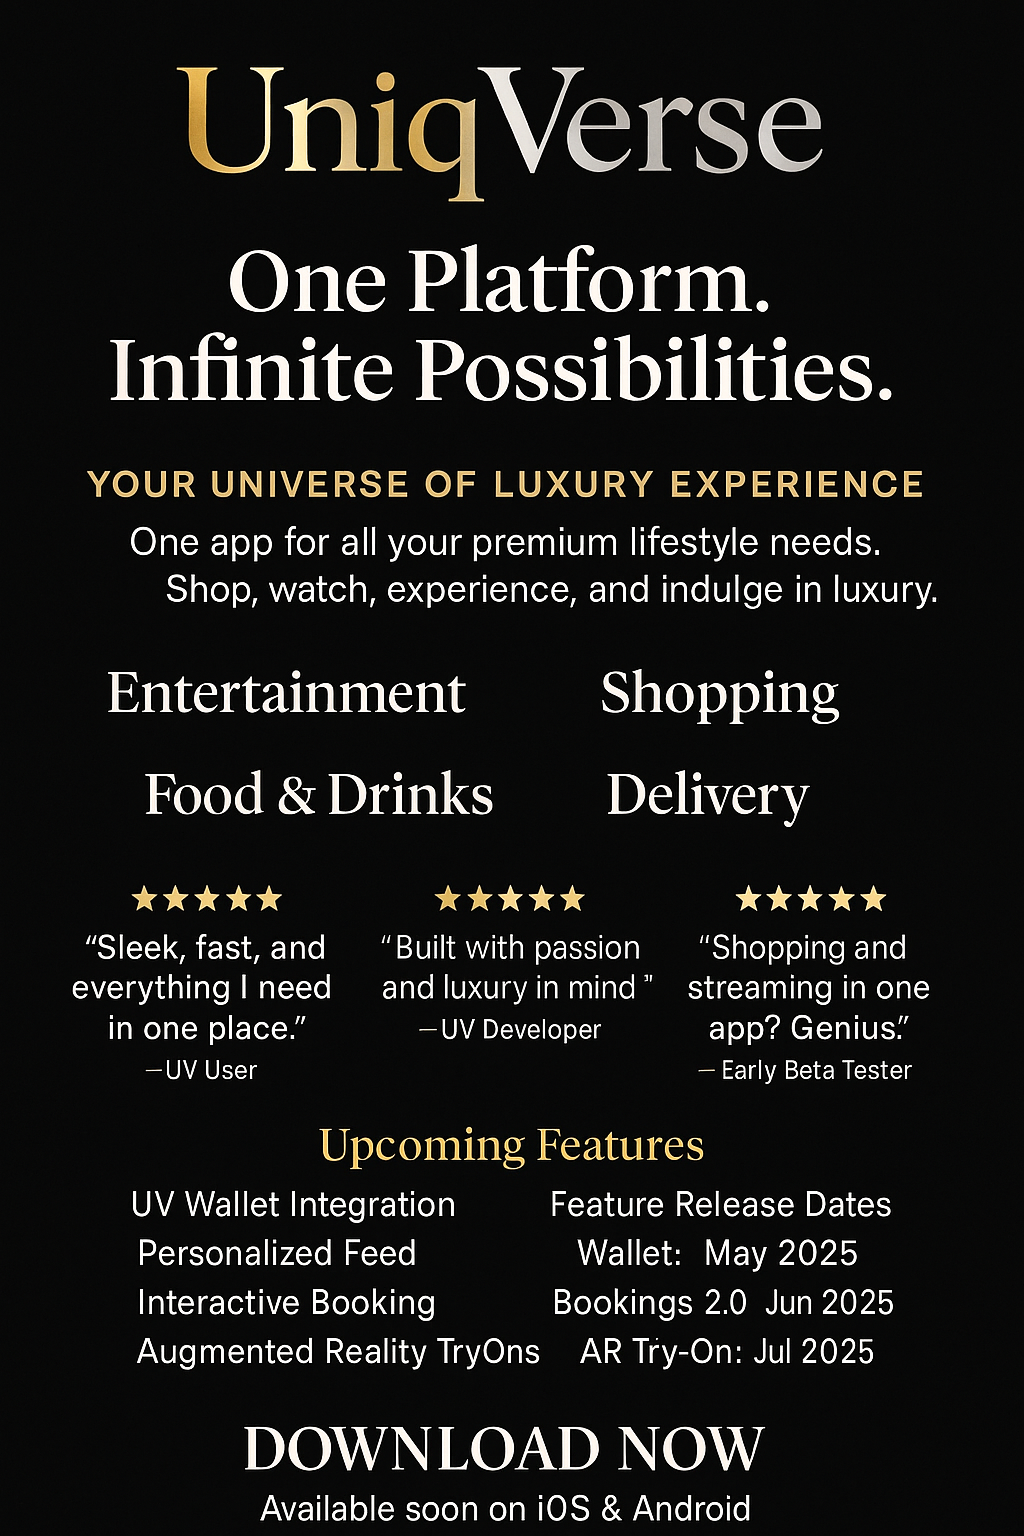 UniqVerse
One Platform.
Infinite Possibilities.
YOUR UNIVERSE OF LUXURY EXPERIENCE
One app for all your premium lifestyle needs.
Shop, watch, experience, and indulge in luxury.
Entertainment Shopping
Food & Drinks Delivery
★★★★★ ★★★★★ ★★★★★
“Sleek, fast, and
everything I need
in one place.”
—UV User
“Built with passion
and luxury in mind”
—UV Developer
“Shopping and
streaming in one
app? Genius.”
— Early Beta Tester
Upcoming Features
UV Wallet Integration
Personalized Feed
Interactive Booking
Augmented Reality TryOns
Feature Release Dates
Wallet: May 2025
Bookings 2.0 Jun 2025
AR Try-On: Jul 2025
DOWNLOAD NOW
Available soon on iOS & Android